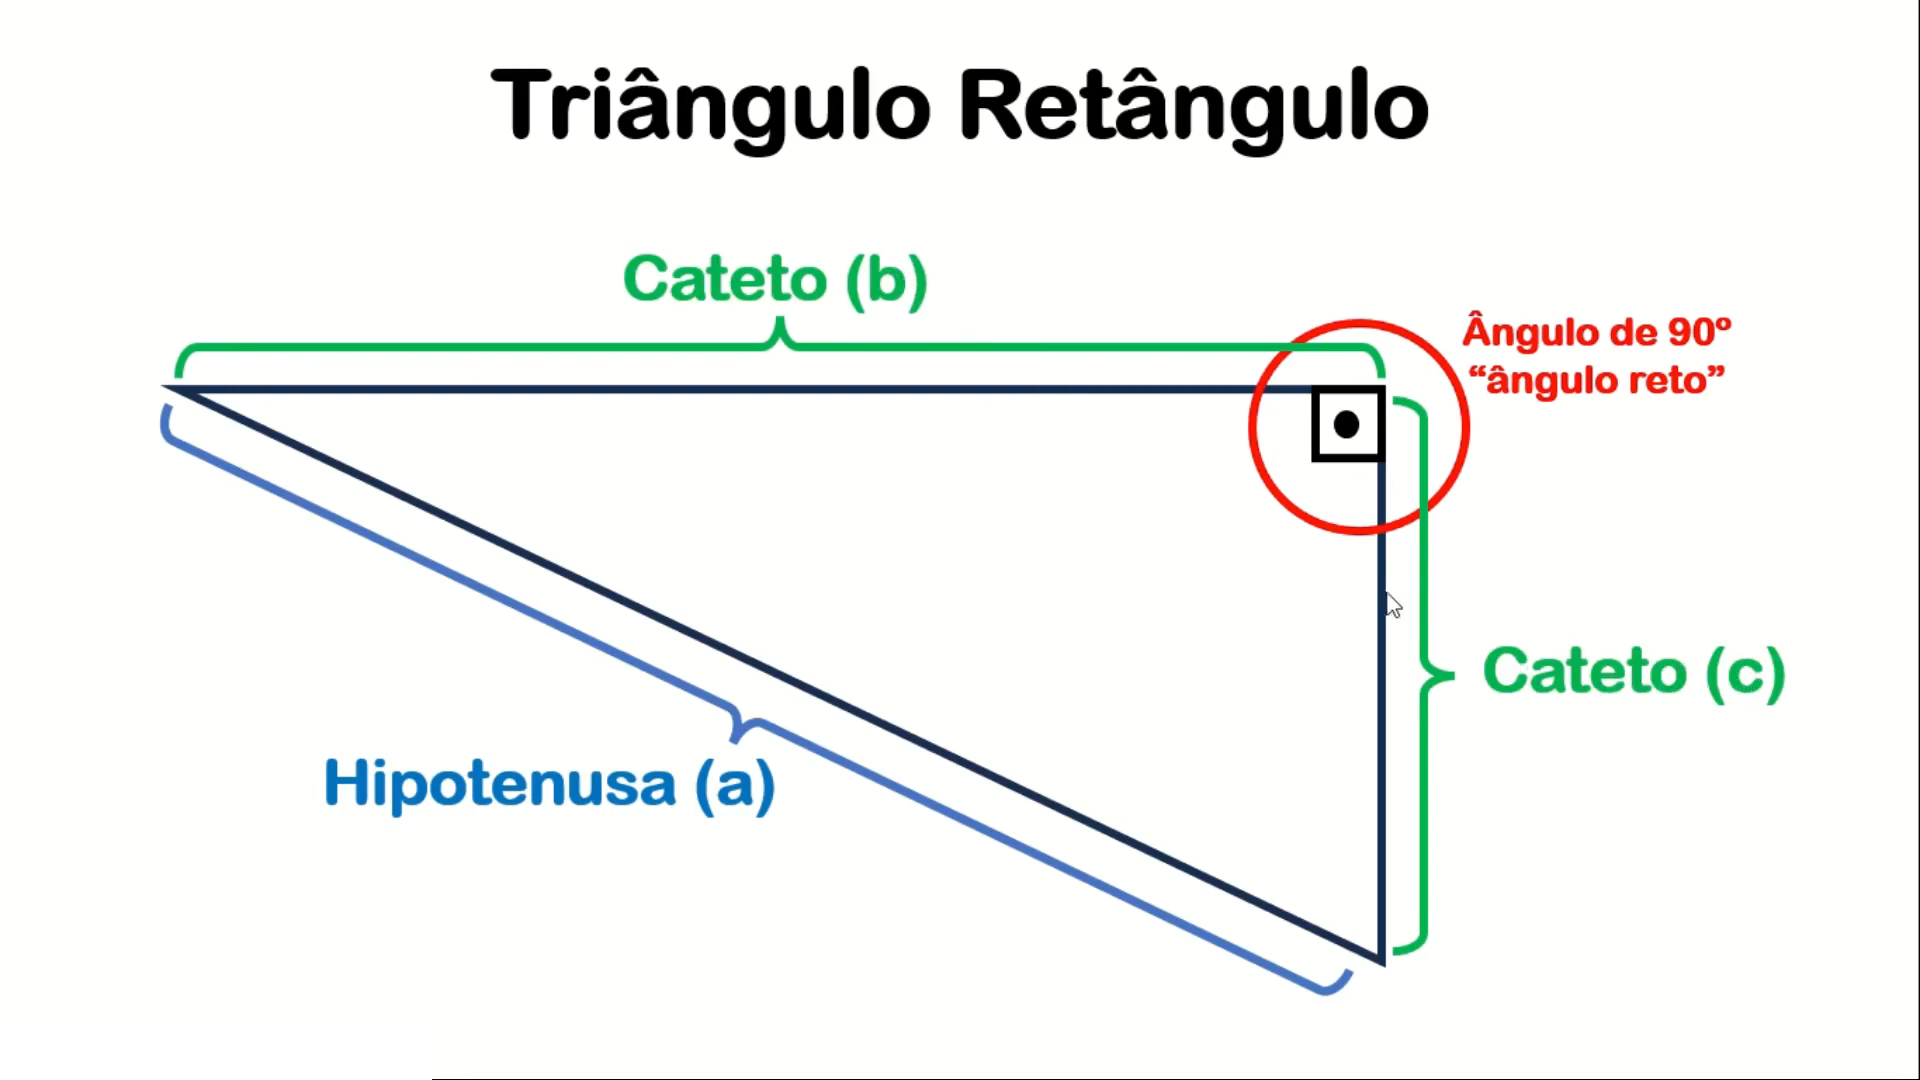 Triângulo Retângulo
Cateto (b)
Ângulo de 90º
“ângulo reto”
Cateto (c)
Hipotenusa (a)